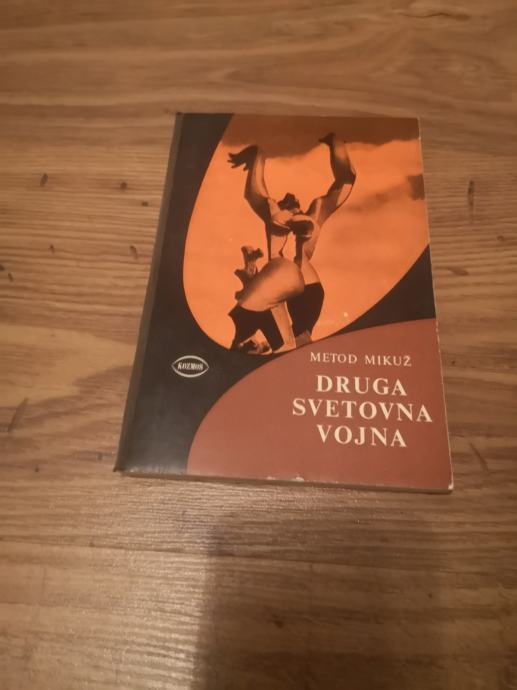 METOD MIKUŽ
DRUGA
SVETOVNA
VOJNA
KOZMOS